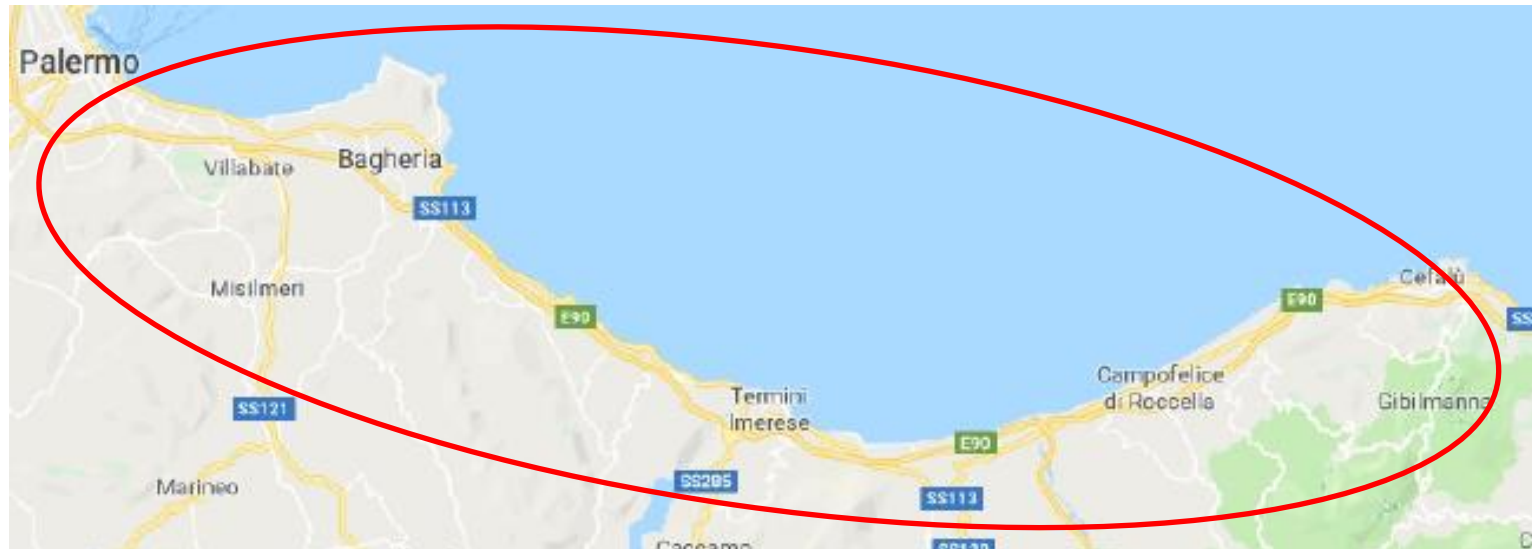 Palermo
Villabate
Bagheria
SS113
Misilmeri
E90
E90
Cefalù
SS121
Termini
Imerese
Campofelice
di Roccella
Gibilmanna
E90
Marineo
SS285
SS113
Caccamo